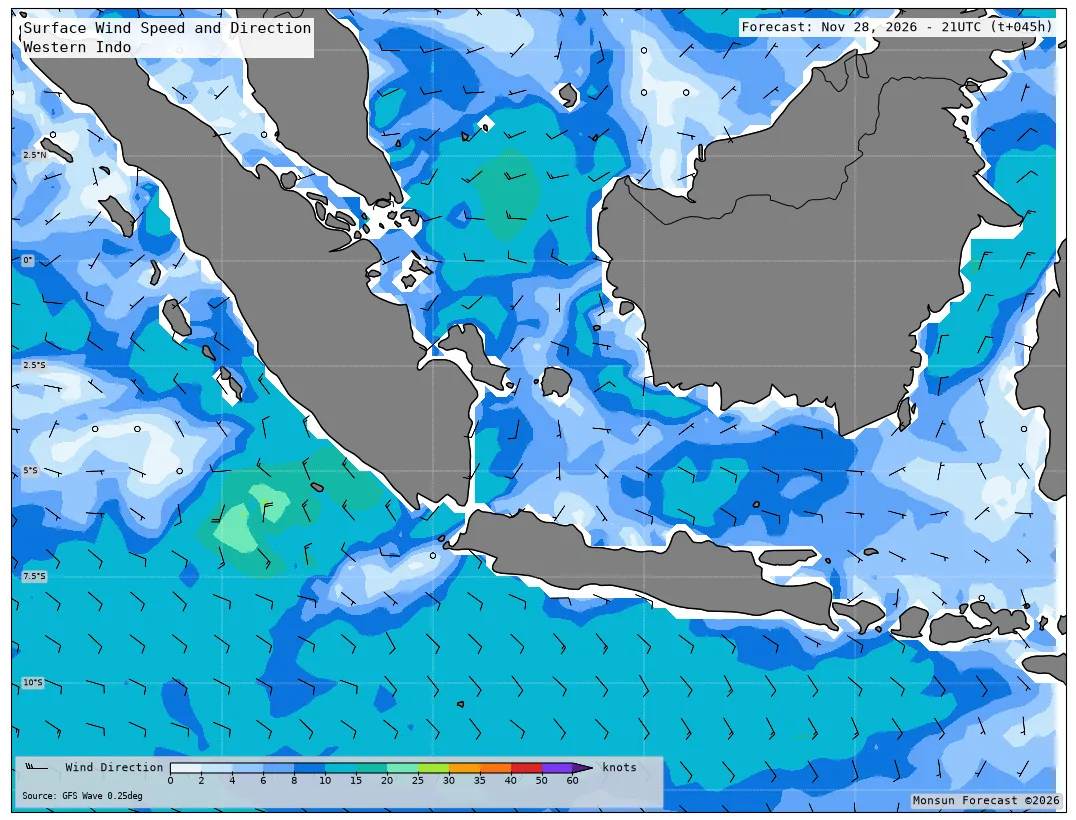 Surface Wind Speed and Direction
Western Indo
Forecast: Nov 28, 2026 - 21UTC (t+045h)
2.5°N
0°
2.5°S
5°S
7.5°S
10°S
Wind Direction
0 2 4 6 8 10 15 20 25 30 35 40 50 60
knots
Source: GFS Wave 0.25deg
Monsun Forecast ©2026